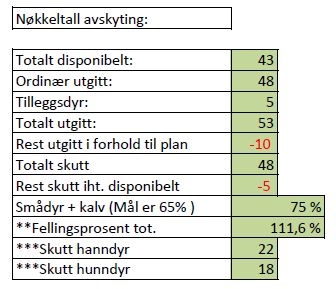 Nøkkeltall avskyting:
Totalt disponibelt: 43
Ordinær utgitt: 48
Tilleggsdyr: 5
Totalt utgitt: 53
Rest utgitt i forhold til plan -10
Totalt skutt 48
Rest skutt iht. disponibelt -5
Smådyr + kalv (Mål er 65% ) 75 %
**Fellingsprosent tot. 111,6 %
***Skutt hanndyr 22
***Skutt hunndyr 18